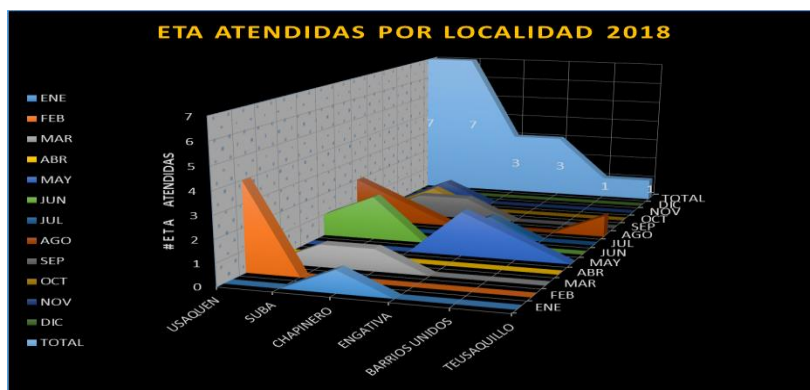 ETA ATENDIDAS POR LOCALIDAD 2018
ENE
FEB
MAR
ABR
MAY
JUN
JUL
AGO
SEP
OCT
NOV
DIC
TOTAL
#ETA ATENDIDAS
7
6
5
4
3
2
1
0
7
7
3
3
1
1
USAQUEN
SUBA
CHAPINERO
ENGATIVA
BARRIOS UNIDOS
TEUSAQUILLO
TOTAL
DIC
NOV
OCT
SEP
AGO
JUL
JUN
MAY
ABR
MAR
FEB
ENE